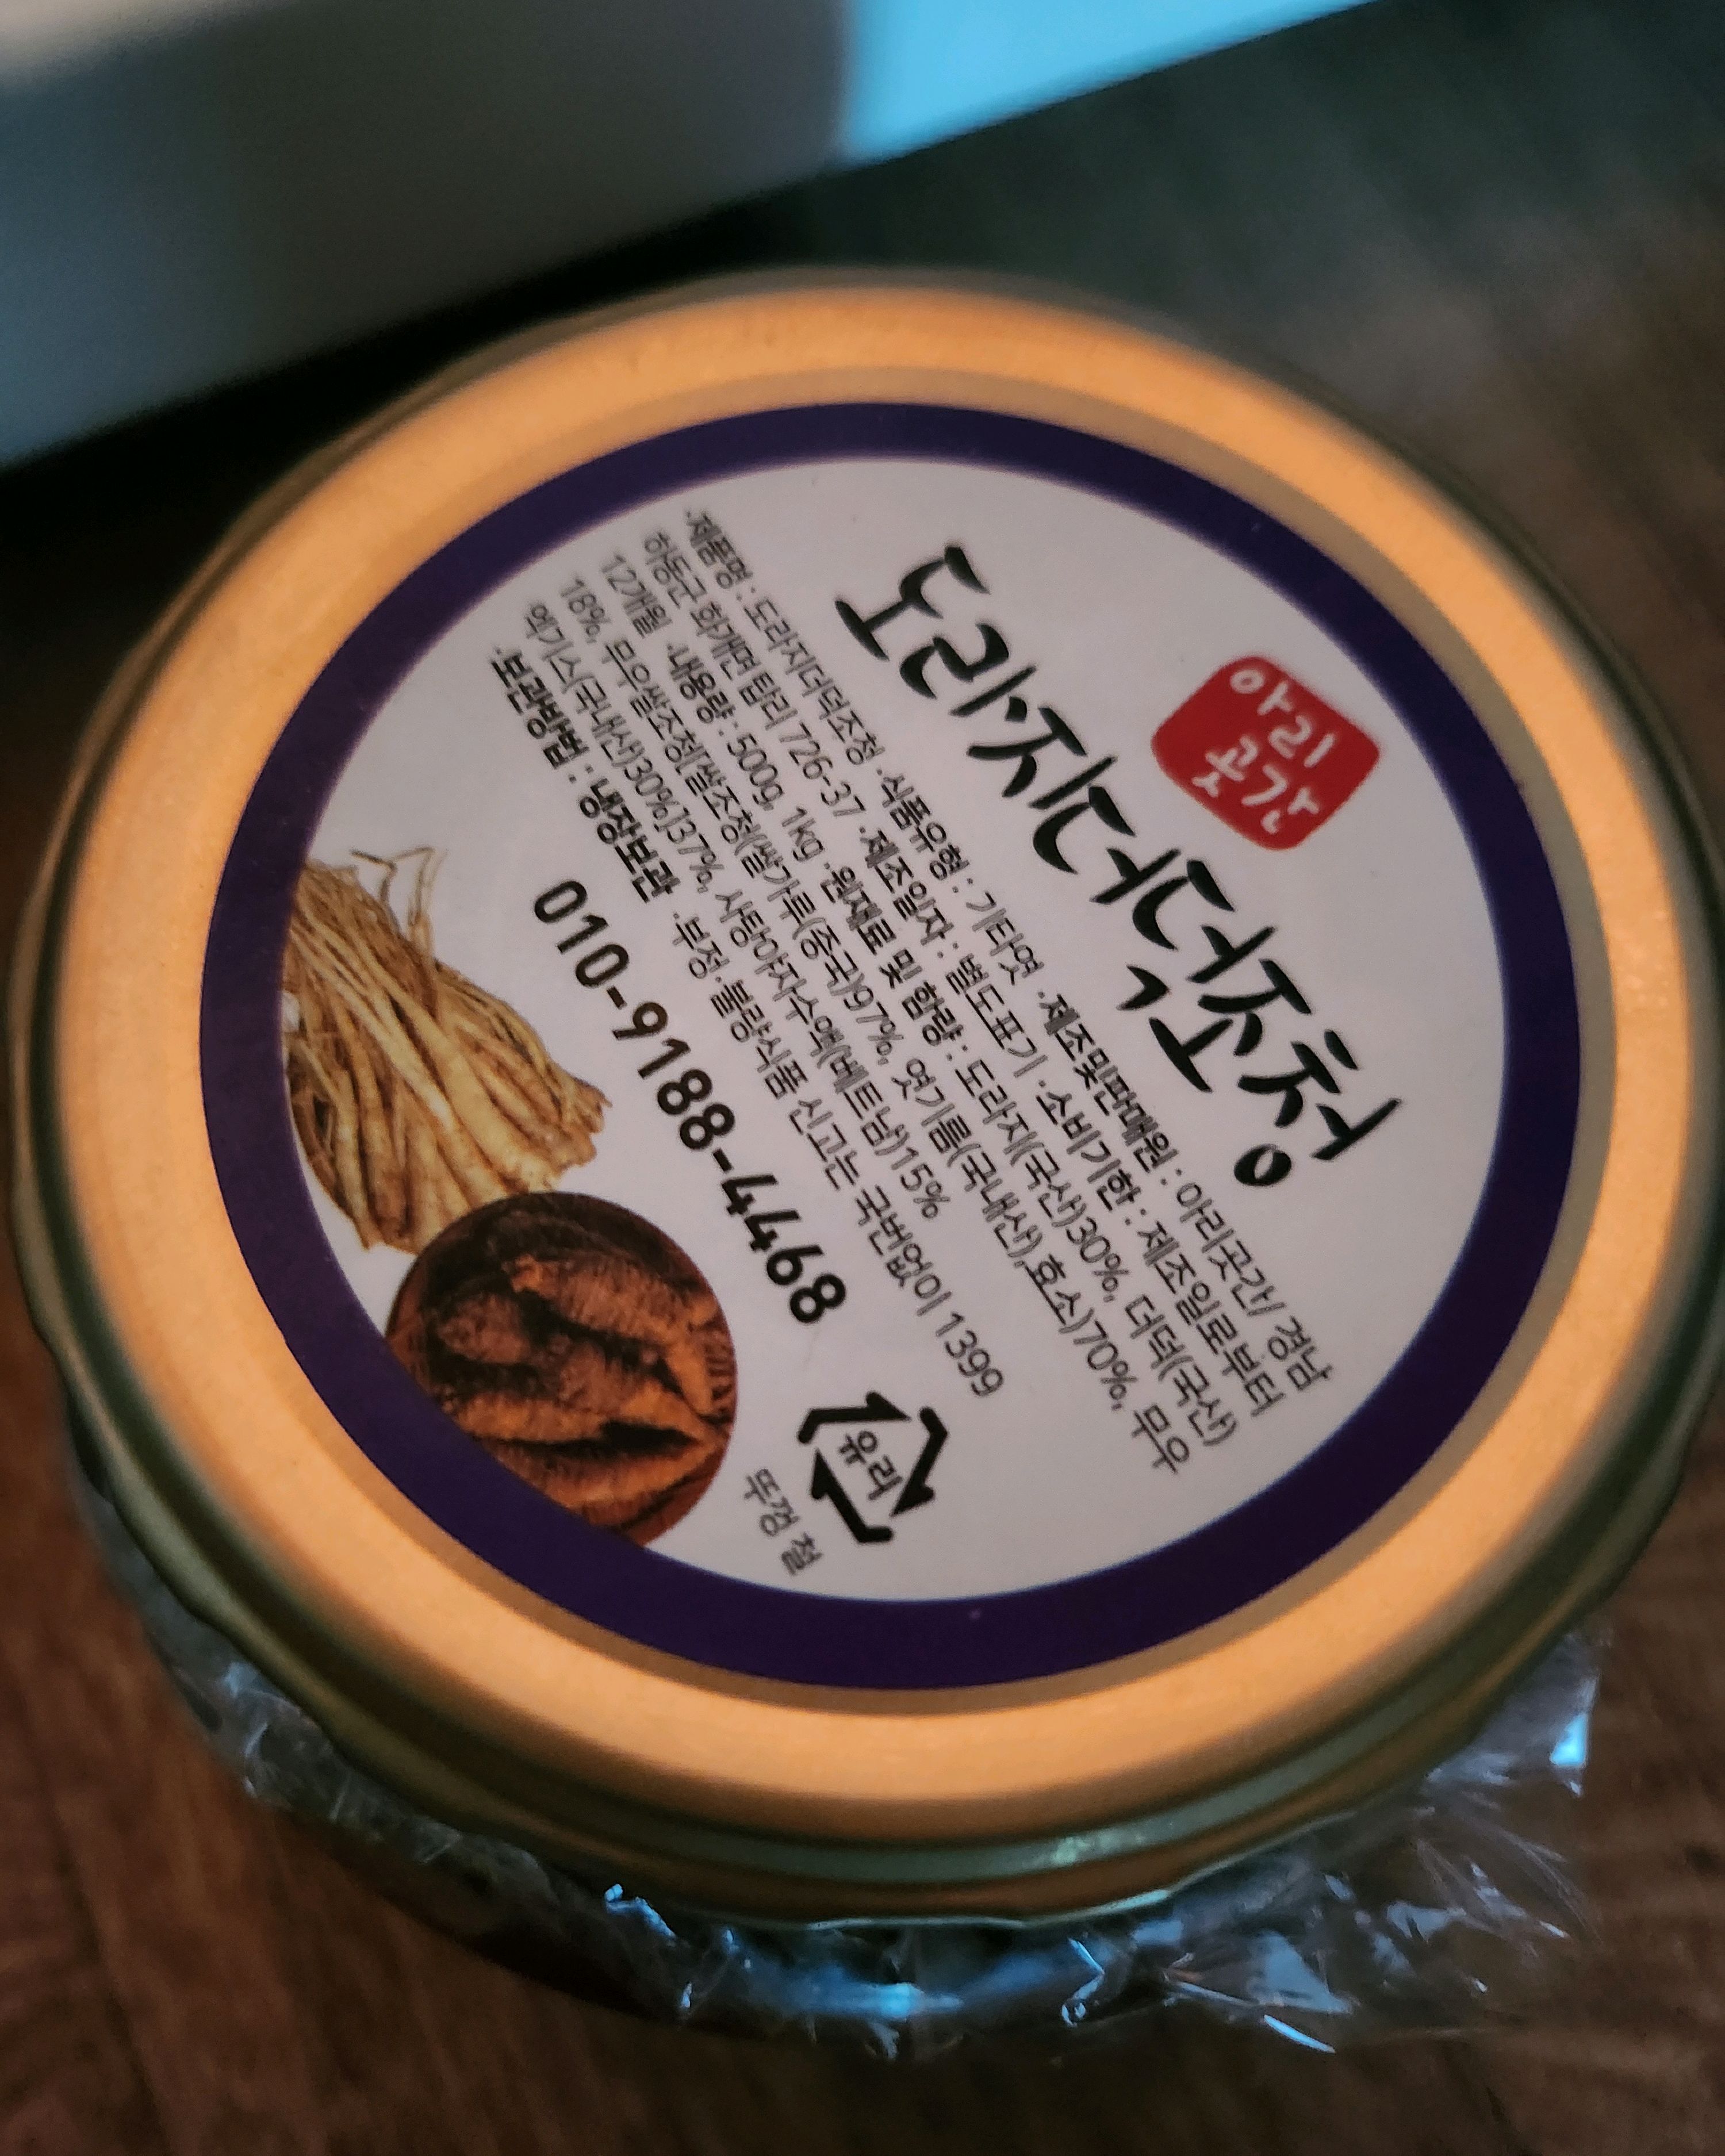 아리
곳간
도라지더덕조청
·제품명 : 도라지더덕조청 ·식품유형 : 기타엿 ·제조및판매원 : 아리곳간/ 경남
하동군 화개면 탑리 726-37 ·제조일자 : 별도표기 ·소비기한 : 제조일로부터
12개월 ·내용량 : 500g, 1kg ·원재료 및 함량 : 도라지(국산)30%, 더덕(국산)
18%, 무우쌀조청[쌀조청(쌀가루(중국)97%, 엿기름(국내산),효소)70%, 무우
엑기스(국내산)30%]37%, 사탕야자수액(베트남)15%
·보관방법 : 냉장보관 ·부정·불량식품 신고는 국번없이 1399
010-9188-4468
유리
뚜껑 철